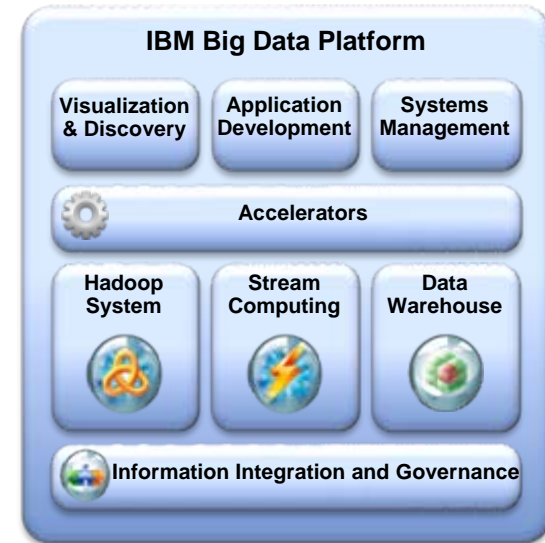 IBM Big Data Platform
Visualization
& Discovery
Application
Development
Systems
Management
Accelerators
Hadoop
System
Stream
Computing
Data
Warehouse
Information Integration and Governance